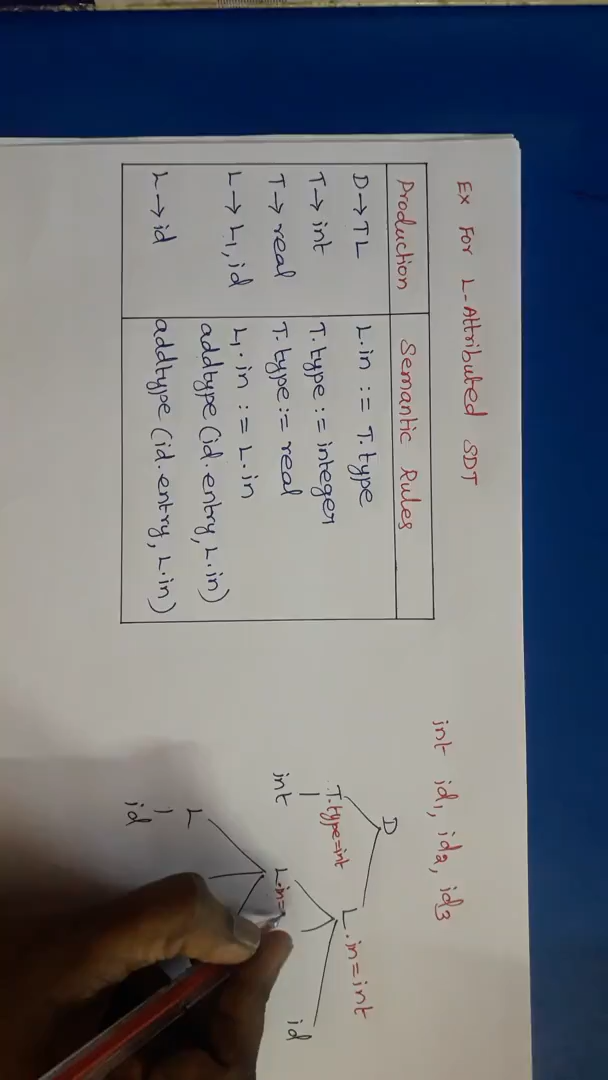 Ex For L-Attributed SDT
Production Semantic Rules
D → TL L.in := T.type
T → int T.type := integer
T → real T.type := real
L → L1, id L1.in := L.in
addtype (id.entry, L.in)
L → id addtype (id.entry, L.in)
int id1, id2, id3
D
T.type=int L.in=int
int L.in= id
L
id